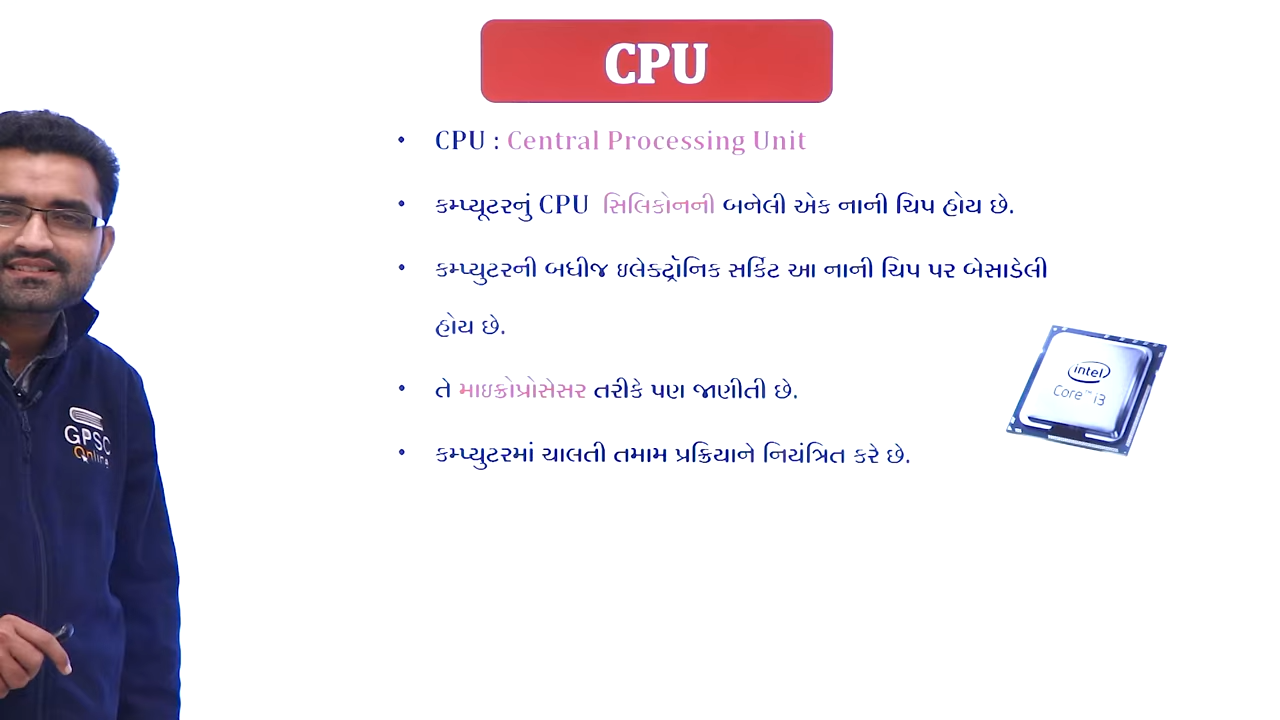 CPU
• CPU : Central Processing Unit
• કમ્પ્યૂટરનું CPU સિલિકોનની બનેલી એક નાની ચિપ હોય છે.
• કમ્પ્યુટરની બધીજ ઇલેક્ટ્રૉનિક સર્કિટ આ નાની ચિપ પર બેસાડેલી
હોય છે.
intel
Core™ i3
• તે માઇક્રોપ્રોસેસર તરીકે પણ જાણીતી છે.
• કમ્પ્યુટરમાં ચાલતી તમામ પ્રક્રિયાને નિયંત્રિત કરે છે.
GPSC
Online